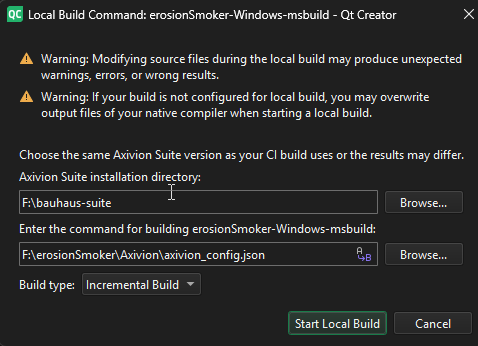 QC
Local Build Command: erosionSmoker-Windows-msbuild - Qt Creator
Warning: Modifying source files during the local build may produce unexpected
warnings, errors, or wrong results.
Warning: If your build is not configured for local build, you may overwrite
output files of your native compiler when starting a local build.
Choose the same Axivion Suite version as your CI build uses or the results may differ.
Axivion Suite installation directory:
F:\bauhaus-suite
Browse...
Enter the command for building erosionSmoker-Windows-msbuild:
F:\erosionSmoker\Axivion\axivion_config.json
A B
Browse...
Build type:
Incremental Build
Start Local Build
Cancel